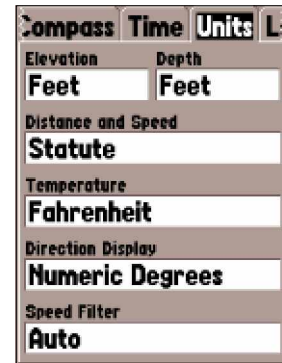 Compass Time Units
Elevation Depth
Feet Feet
Distance and Speed
Statute
Temperature
Fahrenheit
Direction Display
Numeric Degrees
Speed Filter
Auto